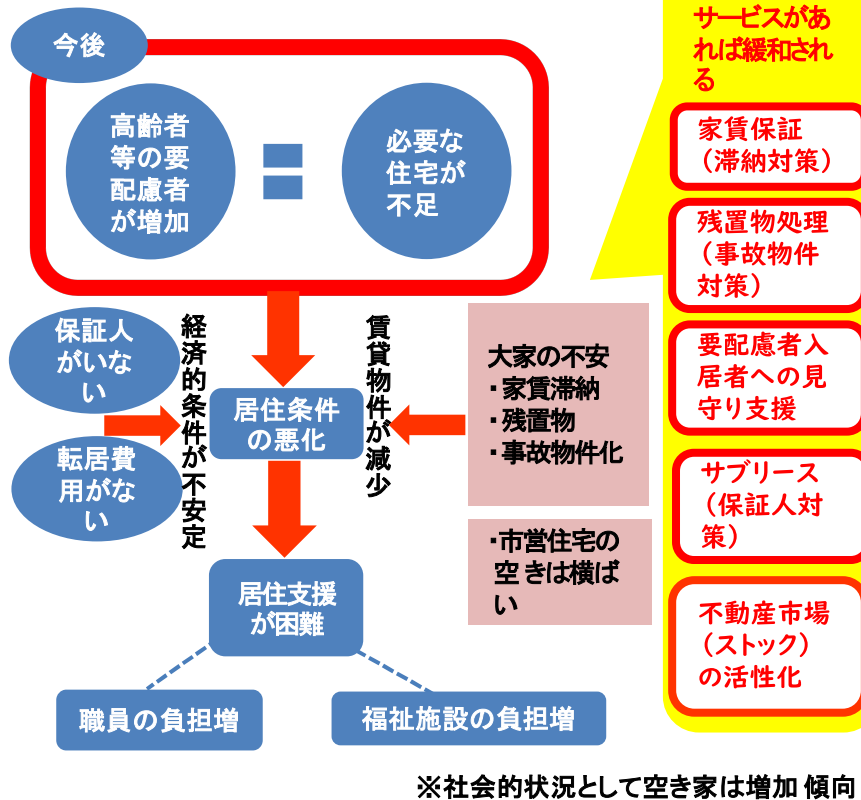 今後
高齢者
等の要
配慮者
が増加
必要な
住宅が
不足
サービスがあ
れば緩和され
る
家賃保証
（滞納対策）
残置物処理
（事故物件
対策）
要配慮者入
居者への見
守り支援
サブリース
（保証人対
策）
不動産市場
（ストック）
の活性化
保証人
がいな
い
転居費
用がな
い
経済的条件が不安定
居住条件
の悪化
賃貸物件が減少
大家の不安
・家賃滞納
・残置物
・事故物件化
・市営住宅の
空きは横ば
い
居住支援
が困難
職員の負担増
福祉施設の負担増
※社会的状況として空き家は増加傾向